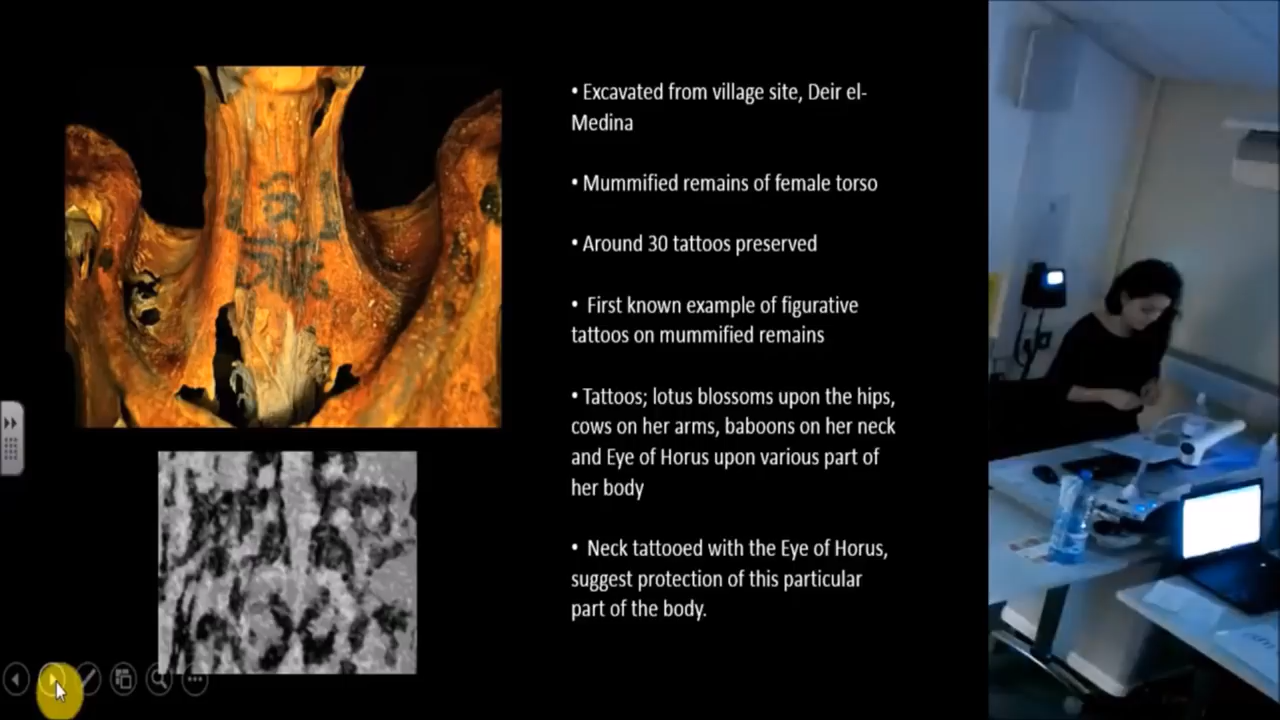 • Excavated from village site, Deir el-
Medina
• Mummified remains of female torso
• Around 30 tattoos preserved
• First known example of figurative
tattoos on mummified remains
• Tattoos; lotus blossoms upon the hips,
cows on her arms, baboons on her neck
and Eye of Horus upon various part of
her body
• Neck tattooed with the Eye of Horus,
suggest protection of this particular
part of the body.